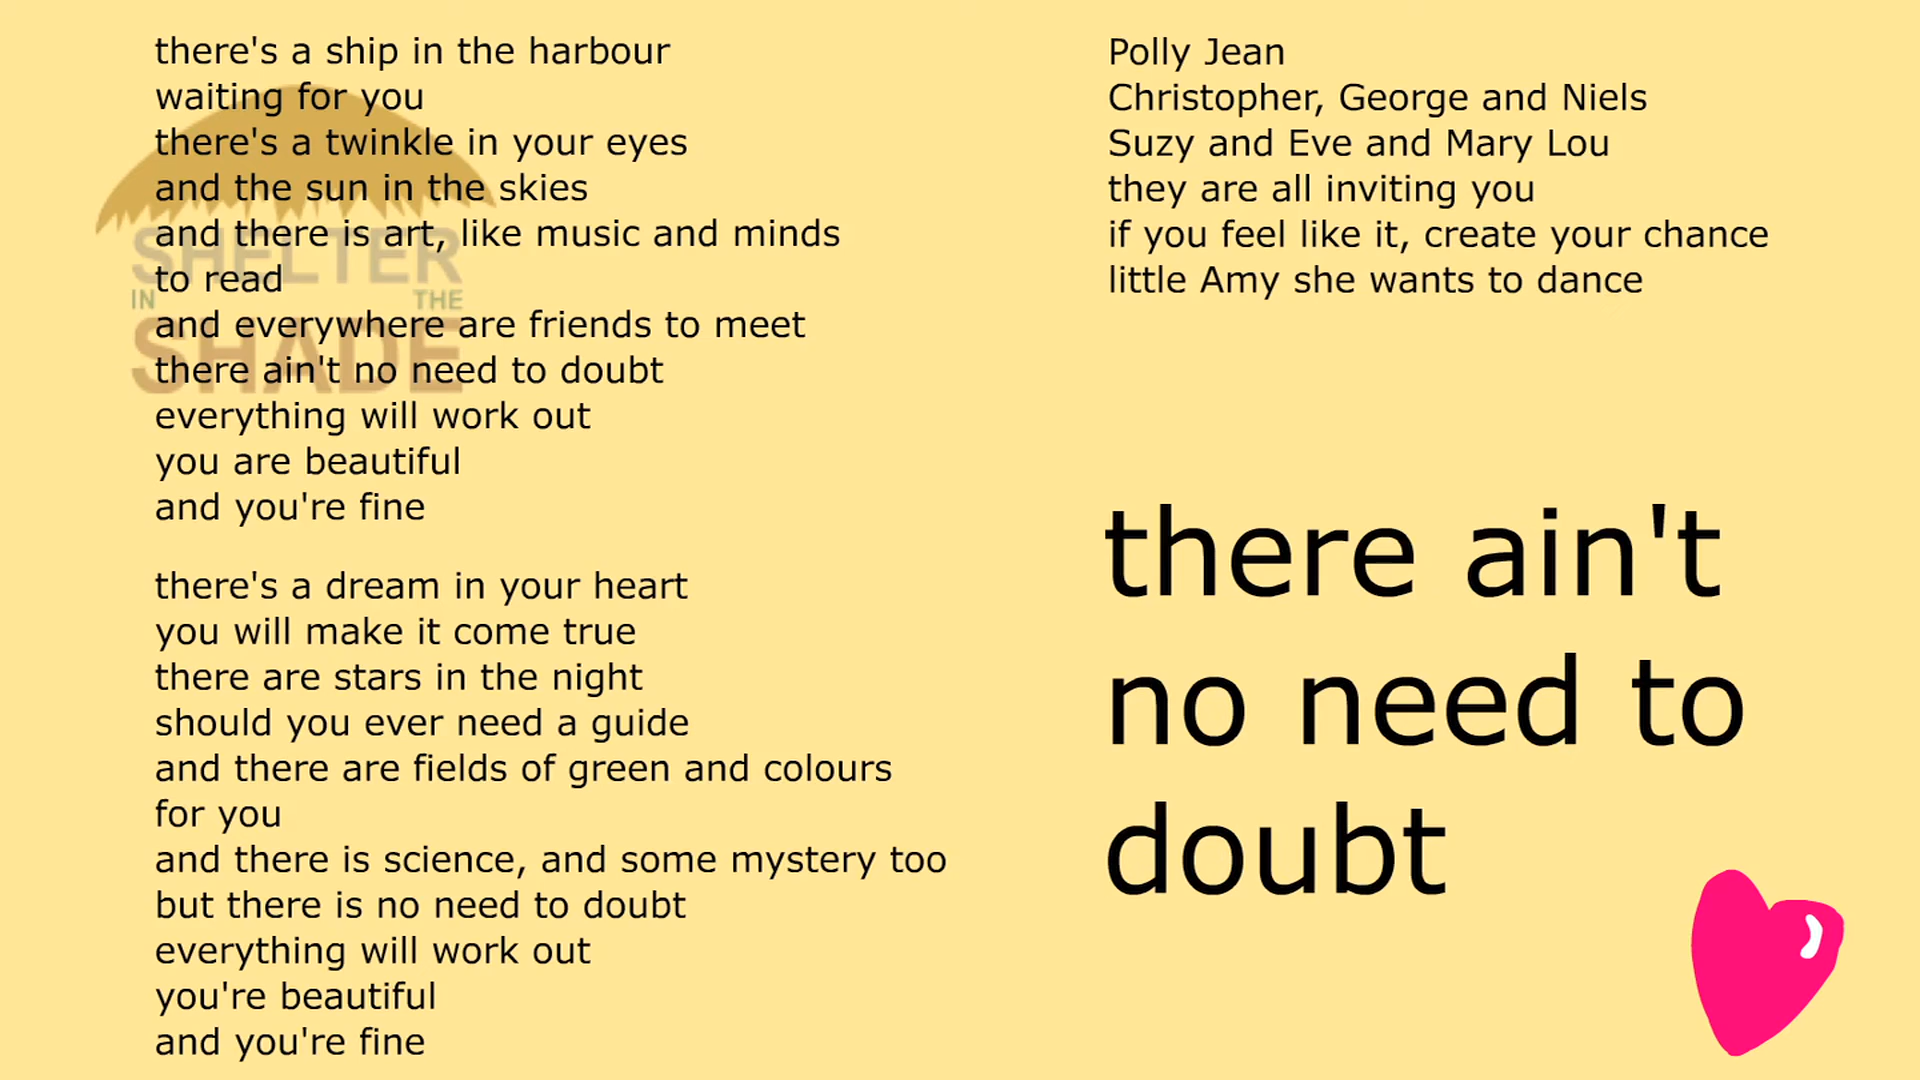 there's a ship in the harbour
waiting for you
there's a twinkle in your eyes
and the sun in the skies
and there is art, like music and minds
to read
and everywhere are friends to meet
there ain't no need to doubt
everything will work out
you are beautiful
and you're fine
there's a dream in your heart
you will make it come true
there are stars in the night
should you ever need a guide
and there are fields of green and colours
for you
and there is science, and some mystery too
but there is no need to doubt
everything will work out
you're beautiful
and you're fine
SHELTER
IN THE
SHADE
Polly Jean
Christopher, George and Niels
Suzy and Eve and Mary Lou
they are all inviting you
if you feel like it, create your chance
little Amy she wants to dance
there ain't
no need to
doubt